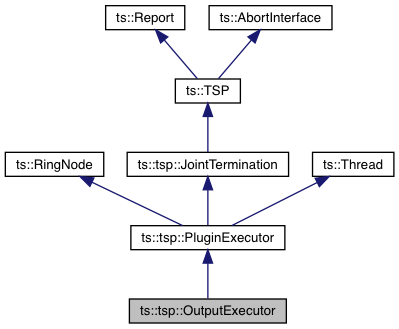 ts::Report
ts::AbortInterface
ts::TSP
ts::RingNode
ts::tsp::JointTermination
ts::Thread
ts::tsp::PluginExecutor
ts::tsp::OutputExecutor